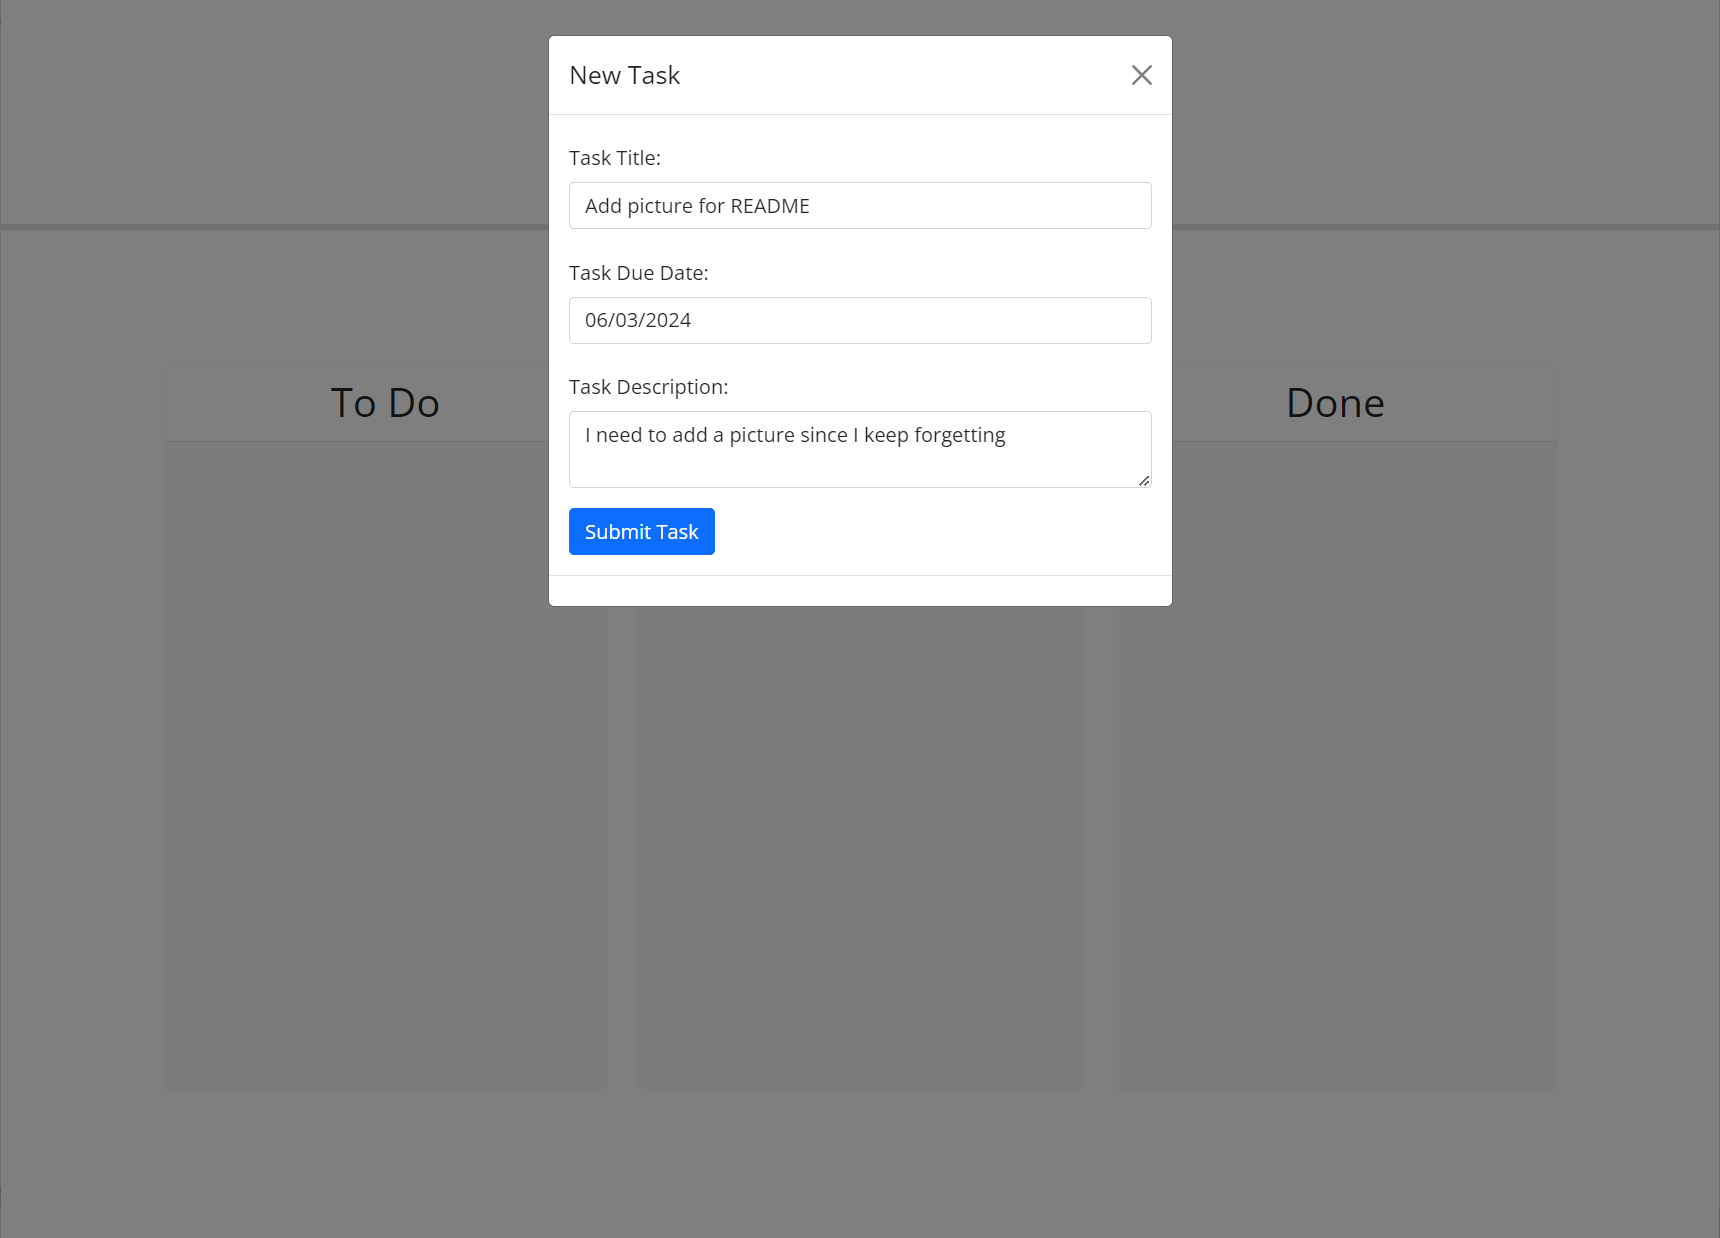 New Task
Task Title:
Add picture for README
Task Due Date:
06/03/2024
Task Description:
I need to add a picture since I keep forgetting
Submit Task
To Do
Done